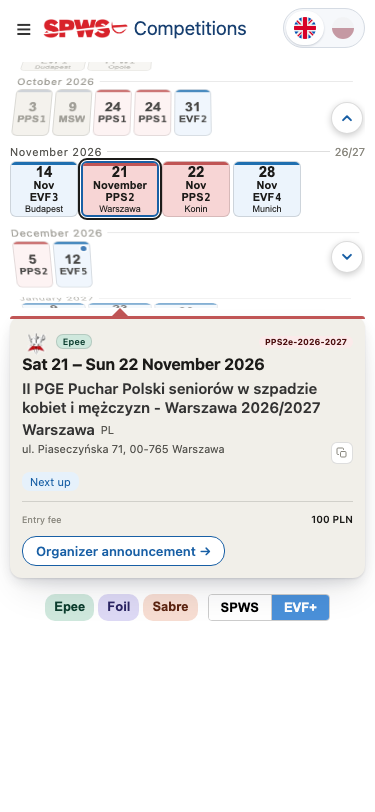 SPWS Competitions
Budapest Opole
October 2026
3 PPS1
9 MSW
24 PPS1
24 PPS1
31 EVF2
November 2026 26/27
14 Nov EVF3 Budapest
21 November PPS2 Warszawa
22 Nov PPS2 Konin
28 Nov EVF4 Munich
December 2026
5 PPS2
12 EVF5
January 2027
Epee PPS2e-2026-2027
Sat 21 – Sun 22 November 2026
II PGE Puchar Polski seniorów w szpadzie
kobiet i mężczyzn - Warszawa 2026/2027
Warszawa PL
ul. Piaseczyńska 71, 00-765 Warszawa
Next up
Entry fee 100 PLN
Organizer announcement →
Epee Foil Sabre SPWS EVF+